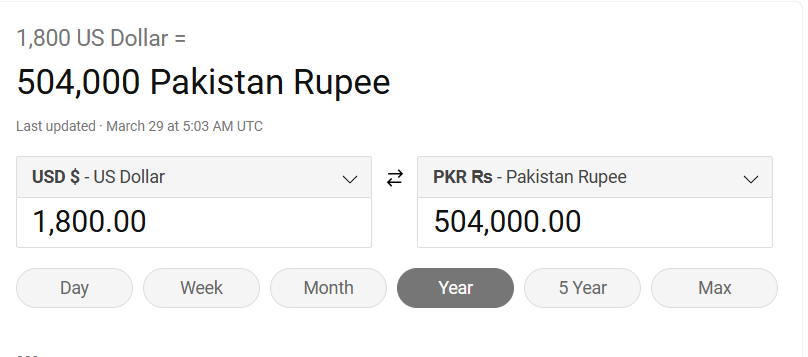 1,800 US Dollar =
504,000 Pakistan Rupee
Last updated · March 29 at 5:03 AM UTC
USD $ - US Dollar
PKR Rs - Pakistan Rupee
1,800.00
504,000.00
Day Week Month Year 5 Year Max